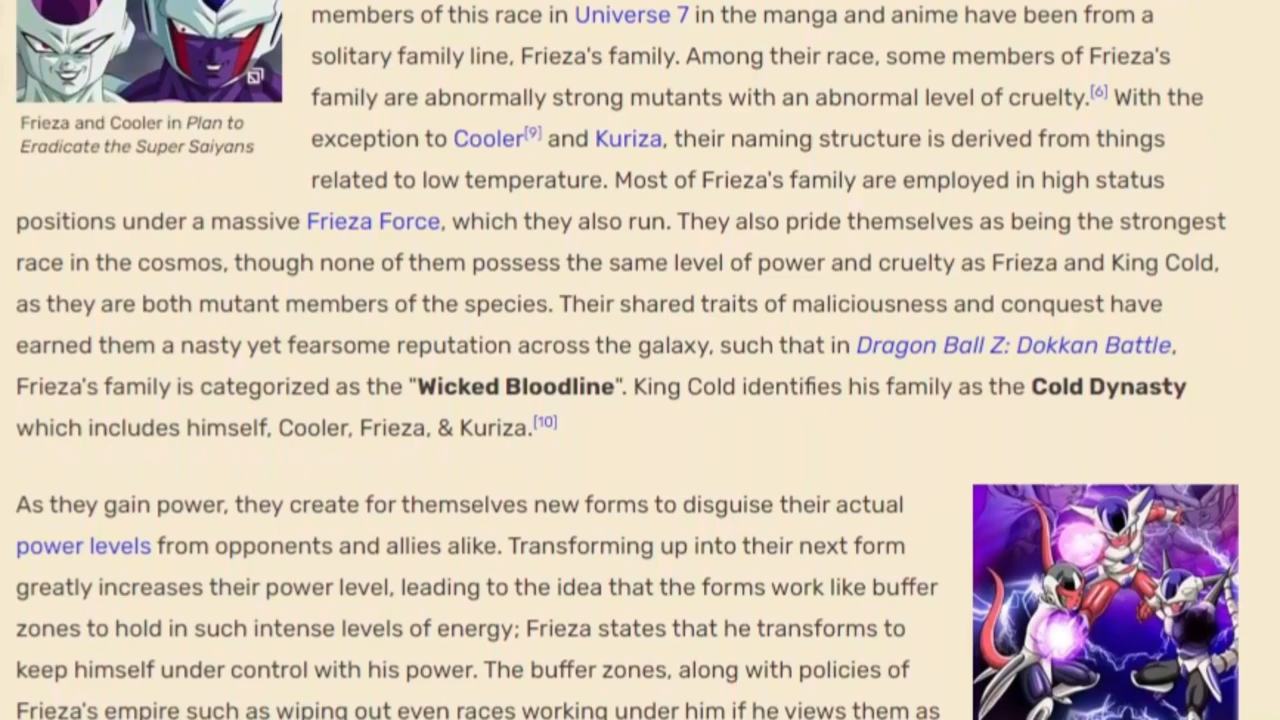 members of this race in Universe 7 in the manga and anime have been from a
solitary family line, Frieza's family. Among their race, some members of Frieza's
family are abnormally strong mutants with an abnormal level of cruelty.[6] With the
Frieza and Cooler in Plan to
Eradicate the Super Saiyans
exception to Cooler[9] and Kuriza, their naming structure is derived from things
related to low temperature. Most of Frieza's family are employed in high status
positions under a massive Frieza Force, which they also run. They also pride themselves as being the strongest
race in the cosmos, though none of them possess the same level of power and cruelty as Frieza and King Cold,
as they are both mutant members of the species. Their shared traits of maliciousness and conquest have
earned them a nasty yet fearsome reputation across the galaxy, such that in Dragon Ball Z: Dokkan Battle,
Frieza's family is categorized as the "Wicked Bloodline". King Cold identifies his family as the Cold Dynasty
which includes himself, Cooler, Frieza, & Kuriza.[10]
As they gain power, they create for themselves new forms to disguise their actual
power levels from opponents and allies alike. Transforming up into their next form
greatly increases their power level, leading to the idea that the forms work like buffer
zones to hold in such intense levels of energy; Frieza states that he transforms to
keep himself under control with his power. The buffer zones, along with policies of
Frieza's empire such as wiping out even races working under him if he views them as